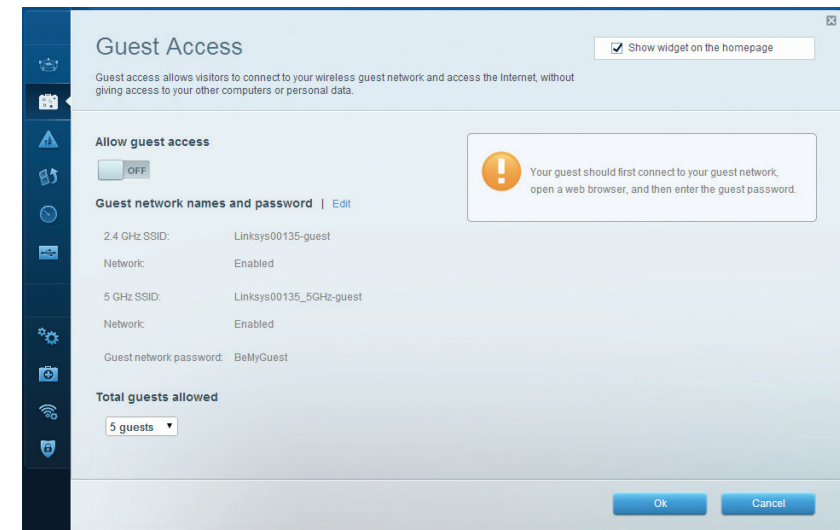 Guest Access
Show widget on the homepage
Guest access allows visitors to connect to your wireless guest network and access the Internet, without
giving access to your other computers or personal data.
Allow guest access
OFF
Your guest should first connect to your guest network,
open a web browser, and then enter the guest password.
Guest network names and password | Edit
2.4 GHz SSID: Linksys00135-guest
Network: Enabled
5 GHz SSID: Linksys00135_5GHz-guest
Network: Enabled
Guest network password: BeMyGuest
Total guests allowed
5 guests
Ok Cancel